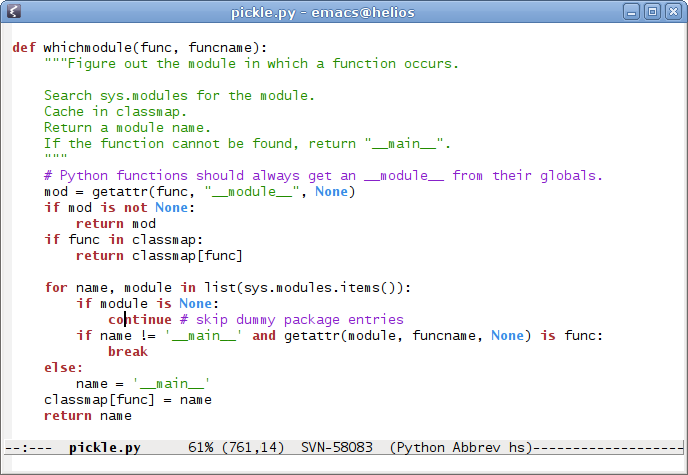 pickle.py - emacs@helios
def whichmodule(func, funcname):
    """Figure out the module in which a function occurs.
    Search sys.modules for the module.
    Cache in classmap.
    Return a module name.
    If the function cannot be found, return "__main__".
    """
    # Python functions should always get an __module__ from their globals.
    mod = getattr(func, "__module__", None)
    if mod is not None:
        return mod
    if func in classmap:
        return classmap[func]
    for name, module in list(sys.modules.items()):
        if module is None:
            continue # skip dummy package entries
        if name != '__main__' and getattr(module, funcname, None) is func:
            break
    else:
        name = '__main__'
    classmap[func] = name
    return name
--:---  pickle.py      61% (761,14)  SVN-58083  (Python Abbrev hs)-------------------